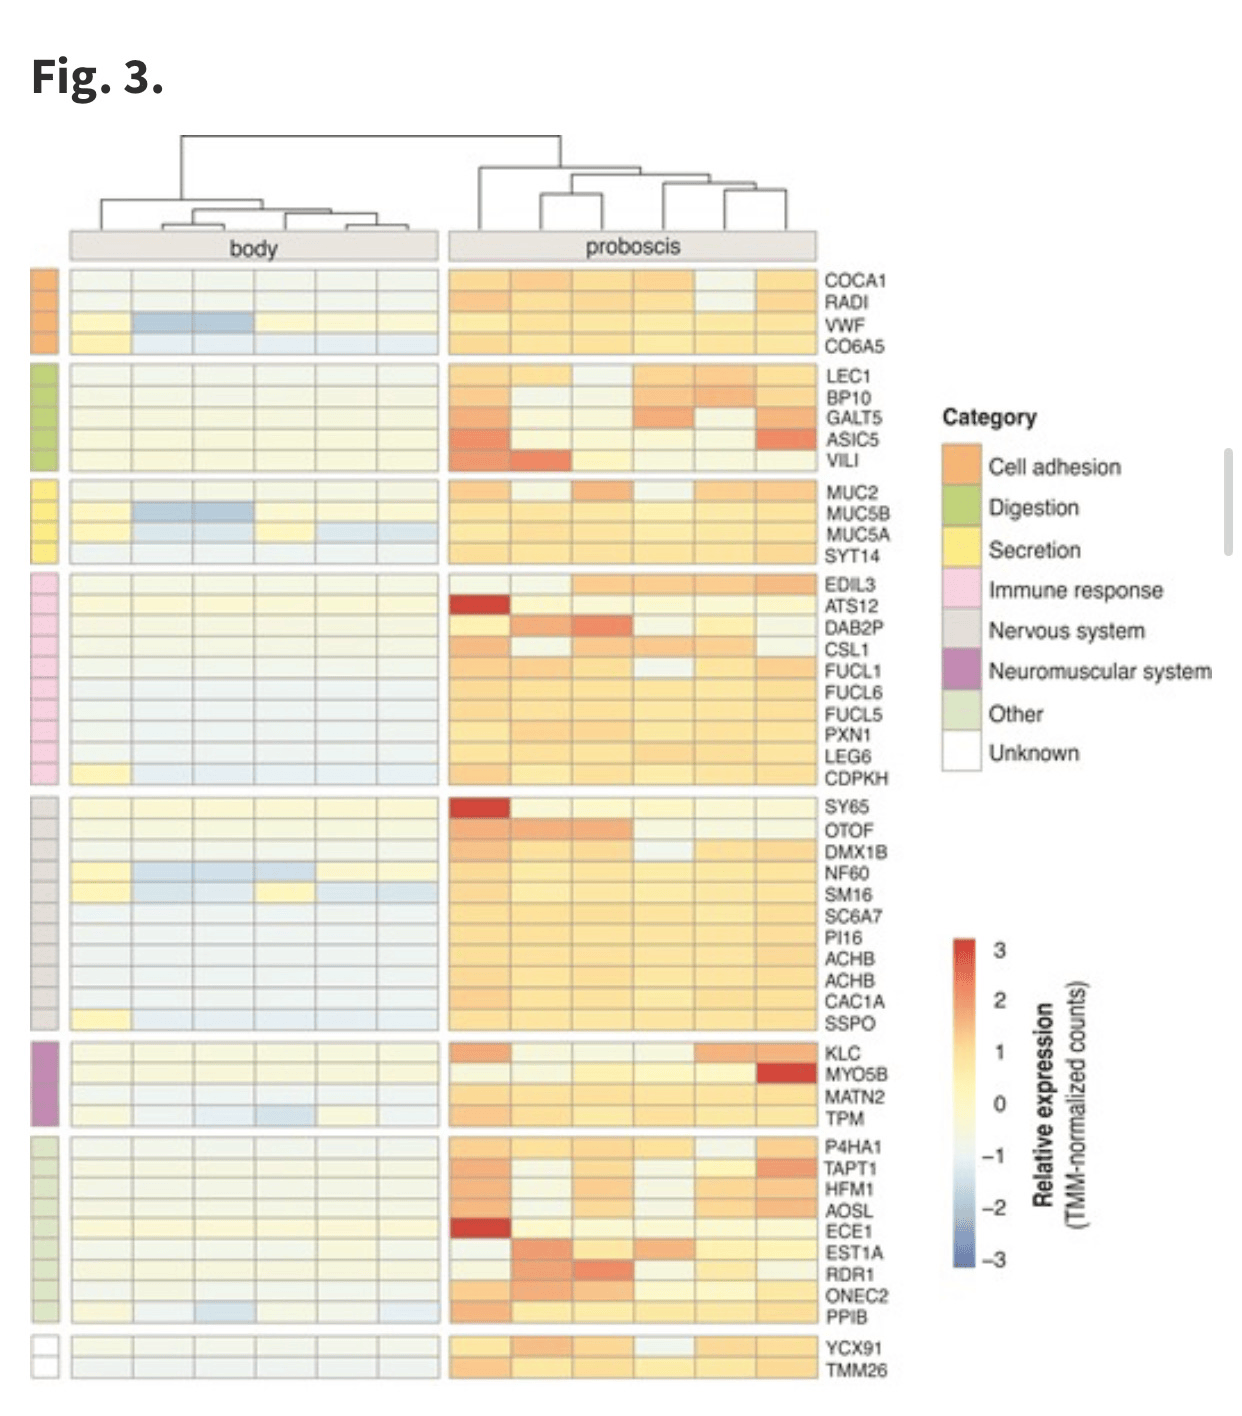 Fig. 3.
body
proboscis
COCA1
RADI
VWF
CO6A5
LEC1
BP10
GALT5
ASIC5
VILI
MUC2
MUC5B
MUC5A
SYT14
EDIL3
ATS12
DAB2P
CSL1
FUCL1
FUCL6
FUCL5
PXN1
LEG6
CDPKH
SY65
OTOF
DMX1B
NF60
SM16
SC6A7
PI16
ACHB
ACHB
CAC1A
SSPO
KLC
MYO5B
MATN2
TPM
P4HA1
TAPT1
HFM1
AOSL
ECE1
EST1A
RDR1
ONEC2
PPIB
YCX91
TMM26
Category
Cell adhesion
Digestion
Secretion
Immune response
Nervous system
Neuromuscular system
Other
Unknown
3
2
1
0
−1
−2
−3
Relative expression
(TMM-normalized counts)